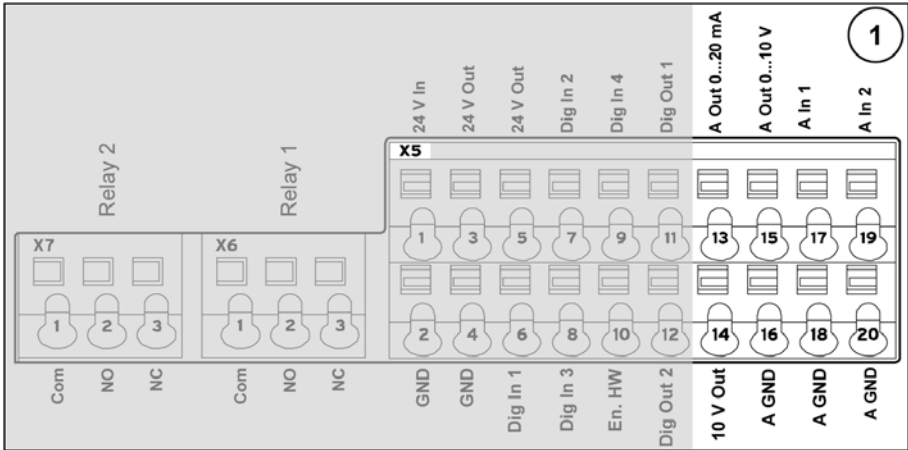 1
24 V In
24 V Out
24 V Out
Dig In 2
Dig In 4
Dig Out 1
A Out 0...20 mA
A Out 0...10 V
A In 1
A In 2
Relay 2
Relay 1
X5
1 3 5 7 9 11 13 15 17 19
X7 X6
1 2 3 1 2 3 2 4 6 8 10 12 14 16 18 20
Com
NO
NC
Com
NO
NC
GND
GND
Dig In 1
Dig In 3
En. HW
Dig Out 2
10 V Out
A GND
A GND
A GND